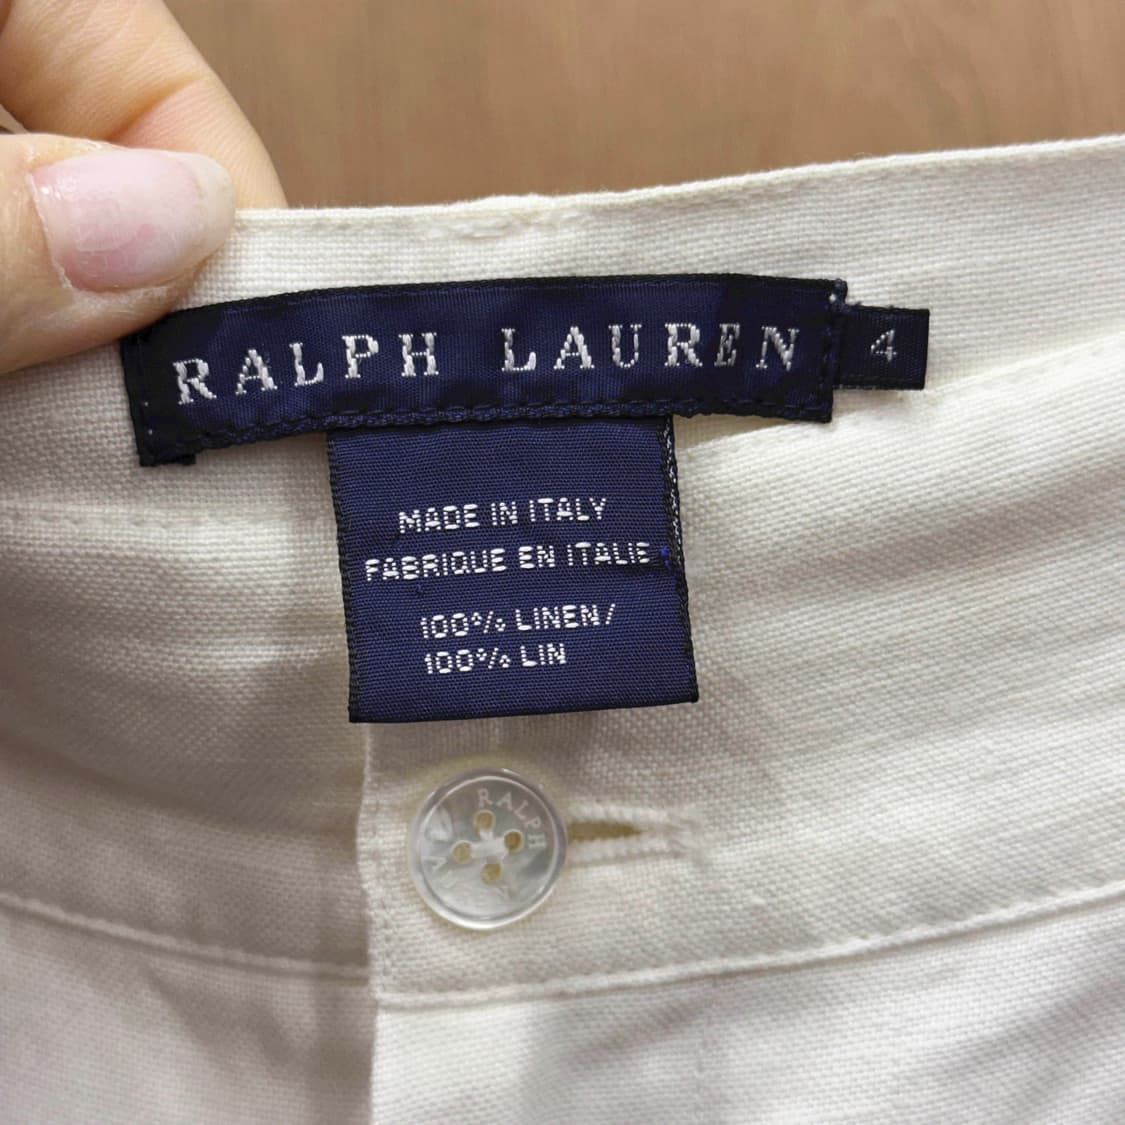 RALPH LAUREN
4
MADE IN ITALY
FABRIQUE EN ITALIE
100% LINEN/
100% LIN
RALPH